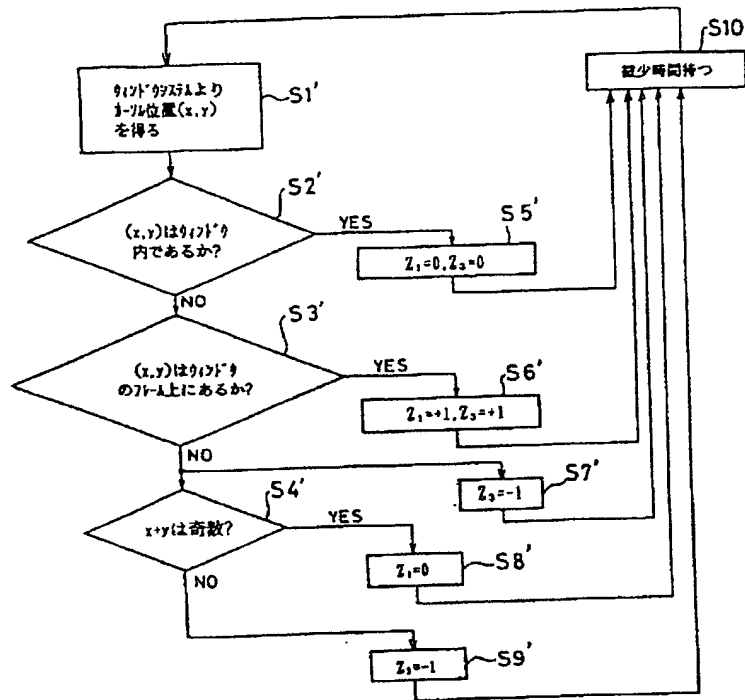 S10
微少時間待つ
ｳｨﾝﾄﾞｳｼｽﾃﾑより
ｶｰｿﾙ位置(x,y)
を得る
S1'
S2'
(x,y)はｳｨﾝﾄﾞｳ
内であるか?
YES
S5'
Z₁=0,Z₃=0
NO
S3'
(x,y)はｳｨﾝﾄﾞｳ
のﾌﾚｰﾑ上にあるか?
YES
S6'
Z₁=+1,Z₃=+1
NO
S7'
Z₃=-1
S4'
x+yは奇数?
YES
S8'
Z₁=0
NO
S9'
Z₃=-1